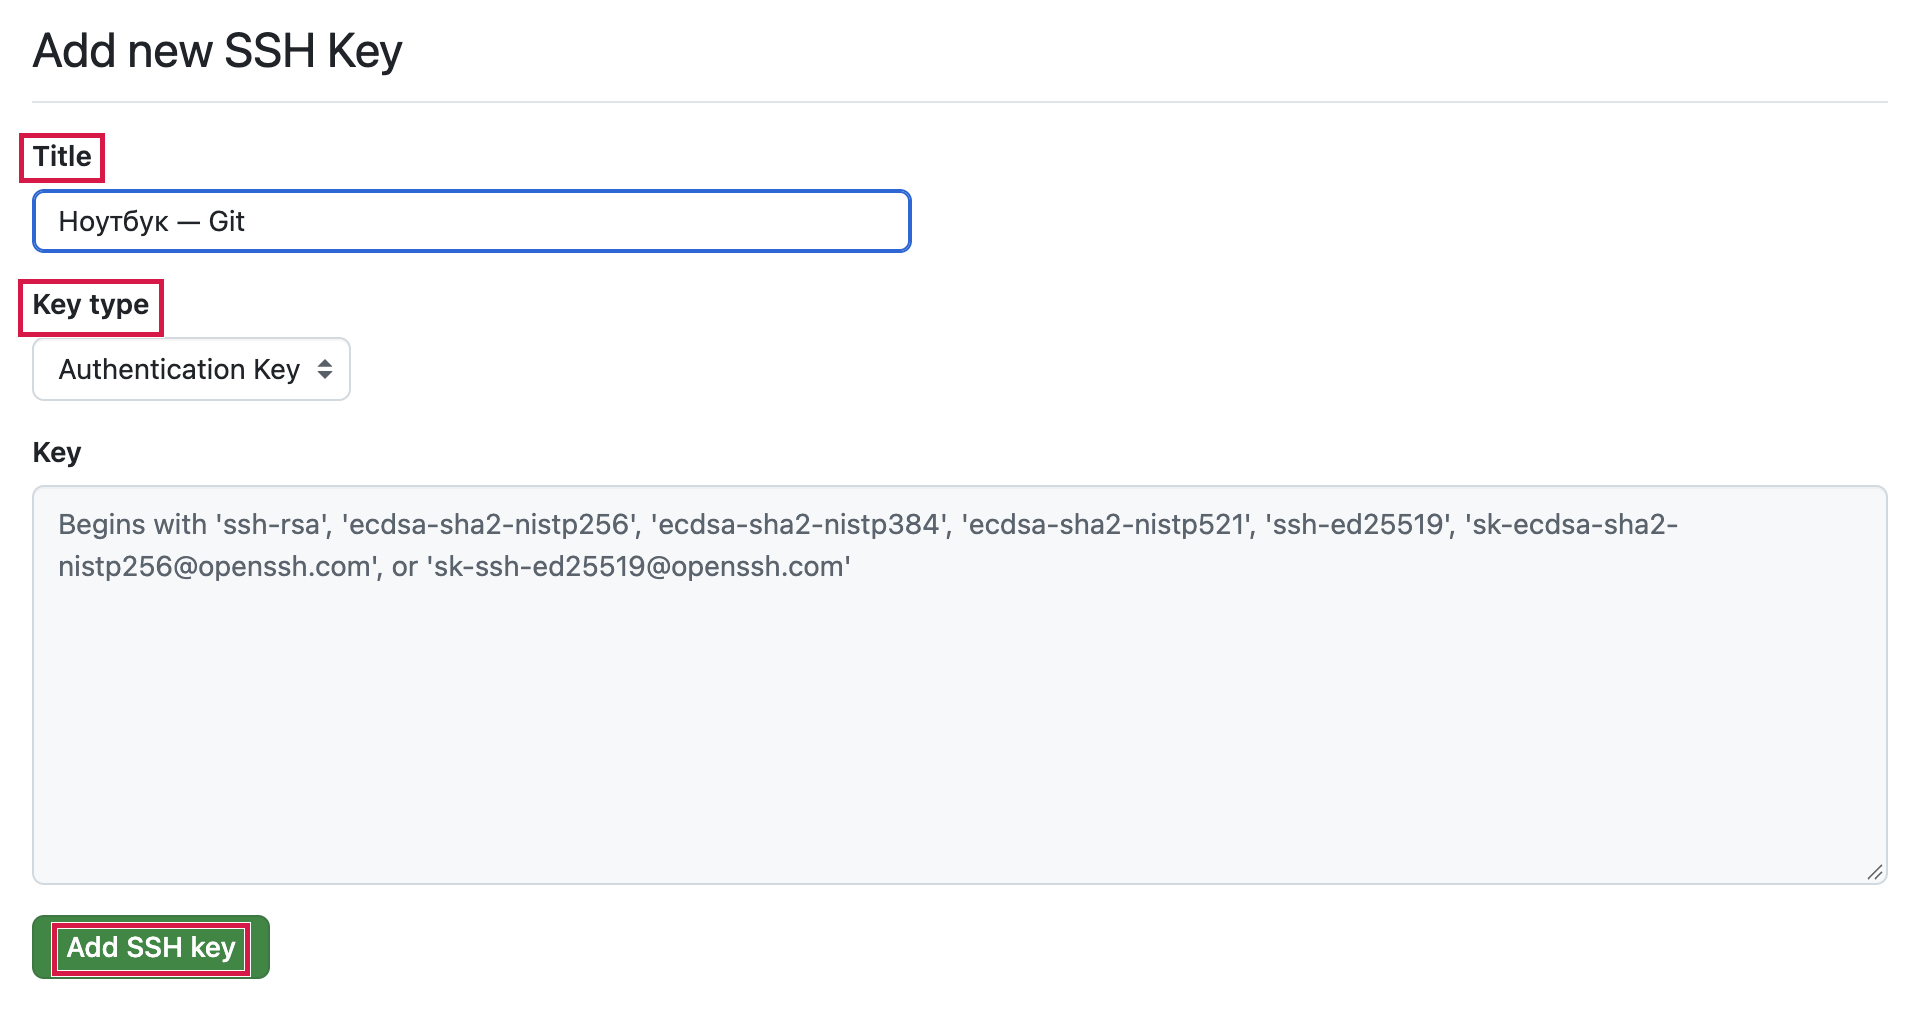 Add new SSH Key
Title
Ноутбук — Git
Key type
Authentication Key
Key
Begins with 'ssh-rsa', 'ecdsa-sha2-nistp256', 'ecdsa-sha2-nistp384', 'ecdsa-sha2-nistp521', 'ssh-ed25519', 'sk-ecdsa-sha2-
nistp256@openssh.com', or 'sk-ssh-ed25519@openssh.com'
Add SSH key